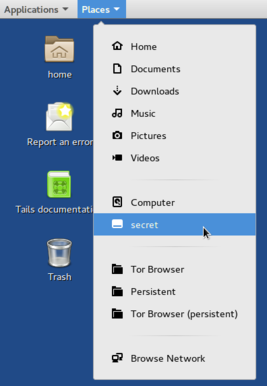 Applications Places
home
Report an error
Tails documentati
Trash
Home
Documents
Downloads
Music
Pictures
Videos
Computer
secret
Tor Browser
Persistent
Tor Browser (persistent)
Browse Network